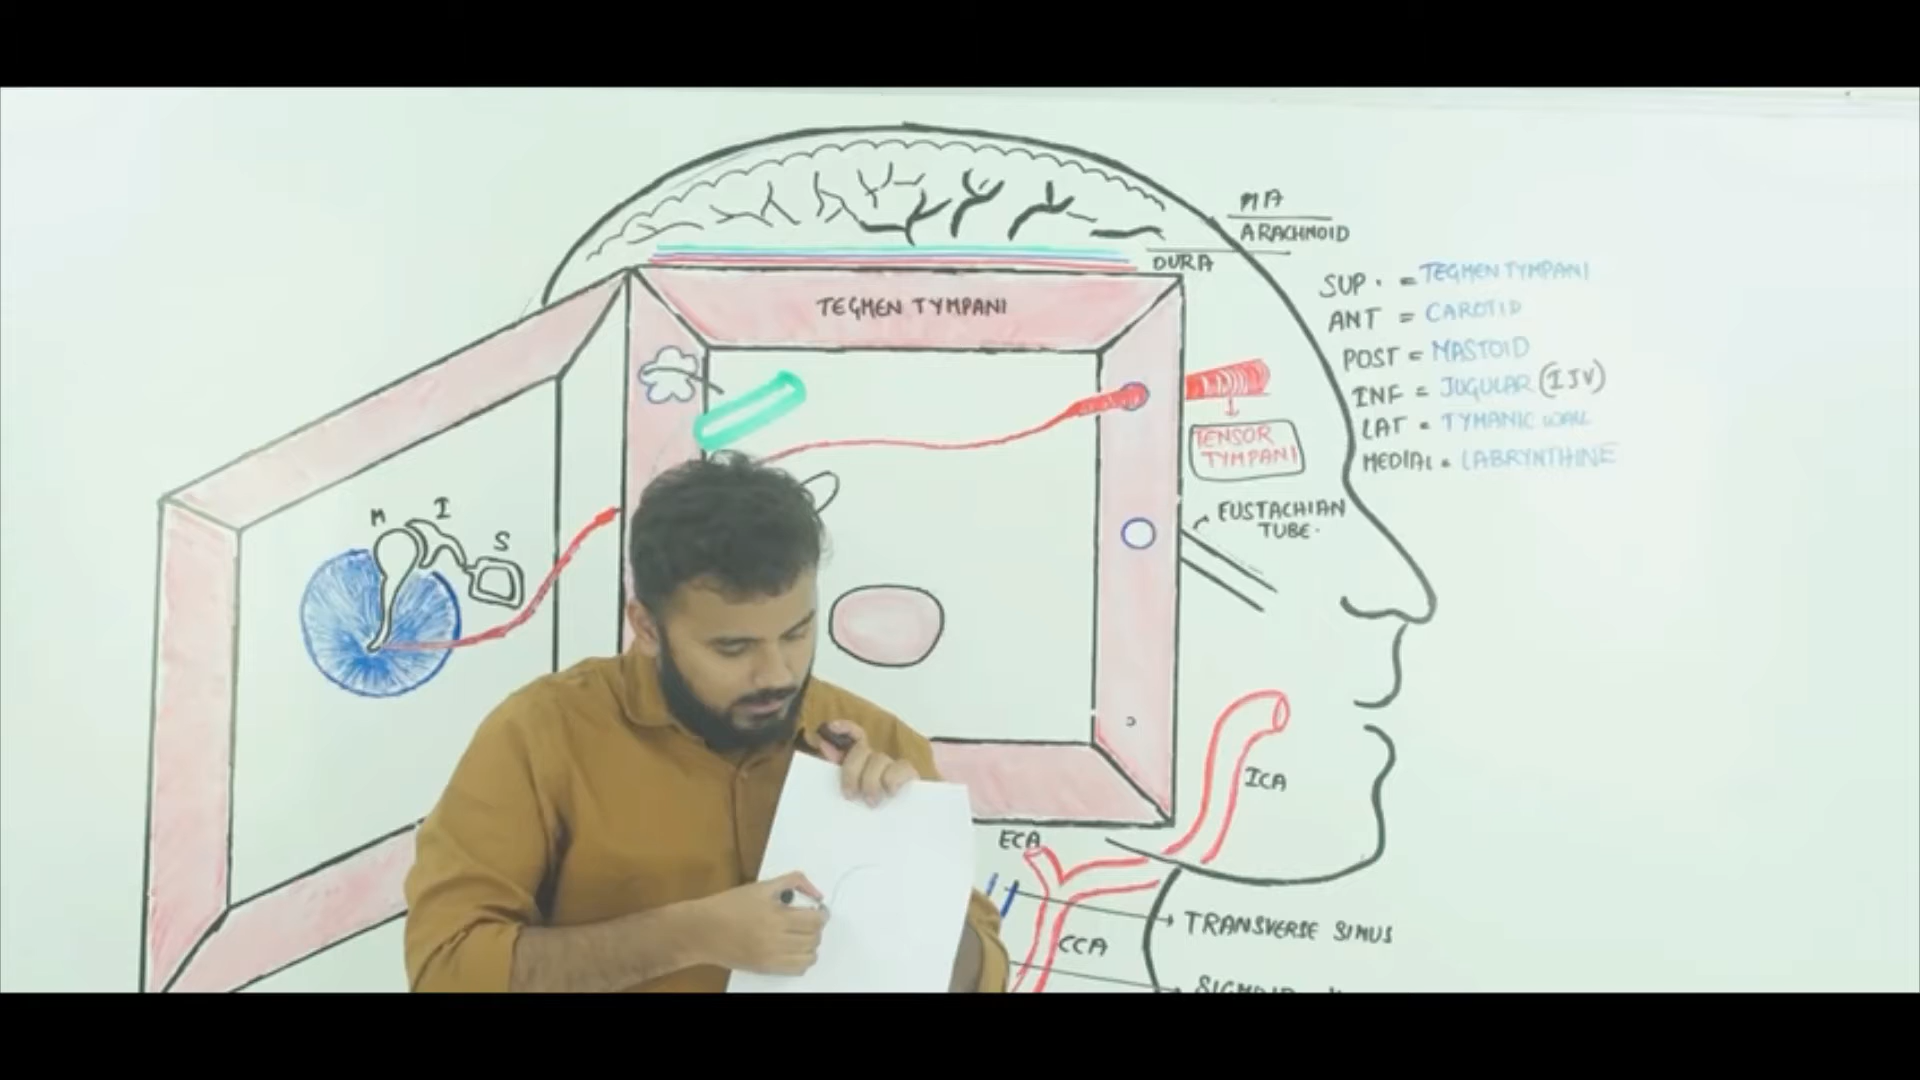 PIA
ARACHNOID
DURA
TEGMEN TYMPANI
SUP. = TEGMEN TYMPANI
ANT = CAROTID
POST = MASTOID
INF = JUGULAR (IJV)
LAT = TYMANIC WALL
MEDIAL = LABRYNTHINE
TENSOR
TYMPANI
EUSTACHIAN
TUBE.
M I S
ICA
ECA
TRANSVERSE SINUS
CCA